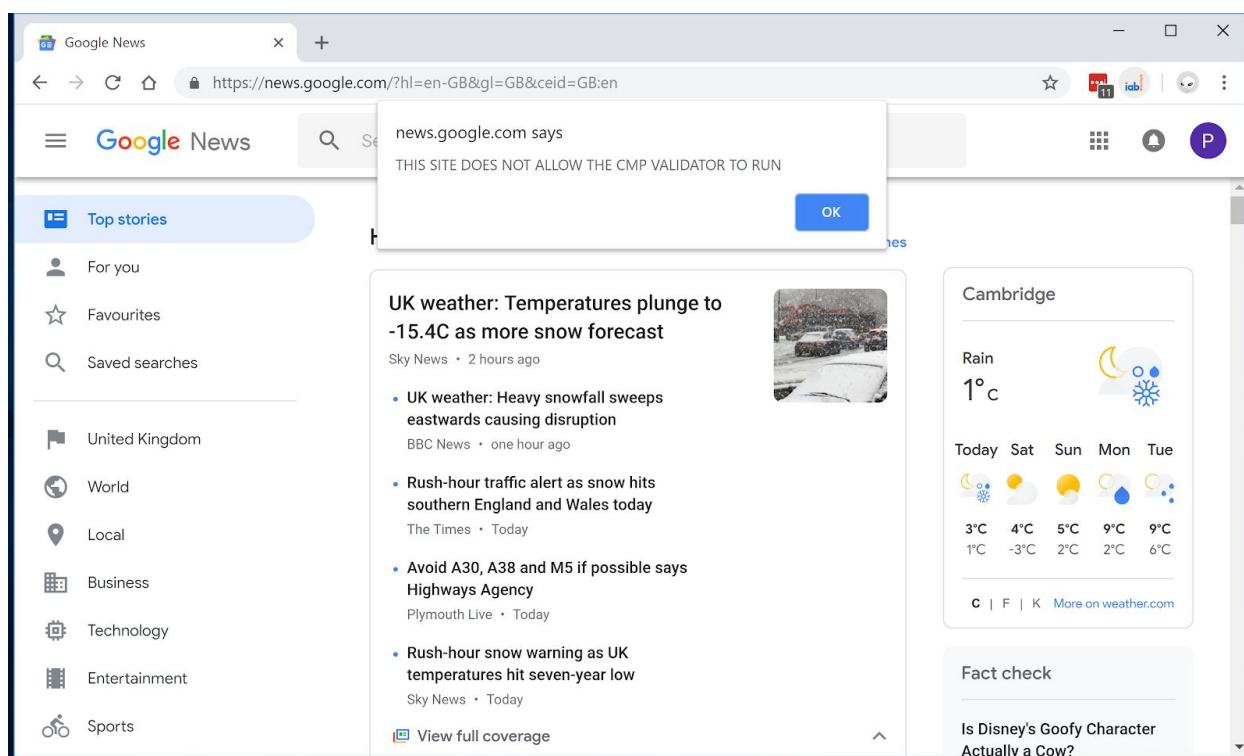 Google News
https://news.google.com/?hl=en-GB&gl=GB&ceid=GB:en
11
iab
Google News
news.google.com says
THIS SITE DOES NOT ALLOW THE CMP VALIDATOR TO RUN
OK
P
Top stories
For you
Favourites
Saved searches
United Kingdom
World
Local
Business
Technology
Entertainment
Sports
UK weather: Temperatures plunge to
-15.4C as more snow forecast
Sky News • 2 hours ago
• UK weather: Heavy snowfall sweeps
eastwards causing disruption
BBC News • one hour ago
• Rush-hour traffic alert as snow hits
southern England and Wales today
The Times • Today
• Avoid A30, A38 and M5 if possible says
Highways Agency
Plymouth Live • Today
• Rush-hour snow warning as UK
temperatures hit seven-year low
Sky News • Today
View full coverage
Cambridge
Rain
1°C
Today Sat Sun Mon Tue
3°C 4°C 5°C 9°C 9°C
1°C -3°C 2°C 2°C 6°C
C | F | K More on weather.com
Fact check
Is Disney's Goofy Character
Actually a Cow?